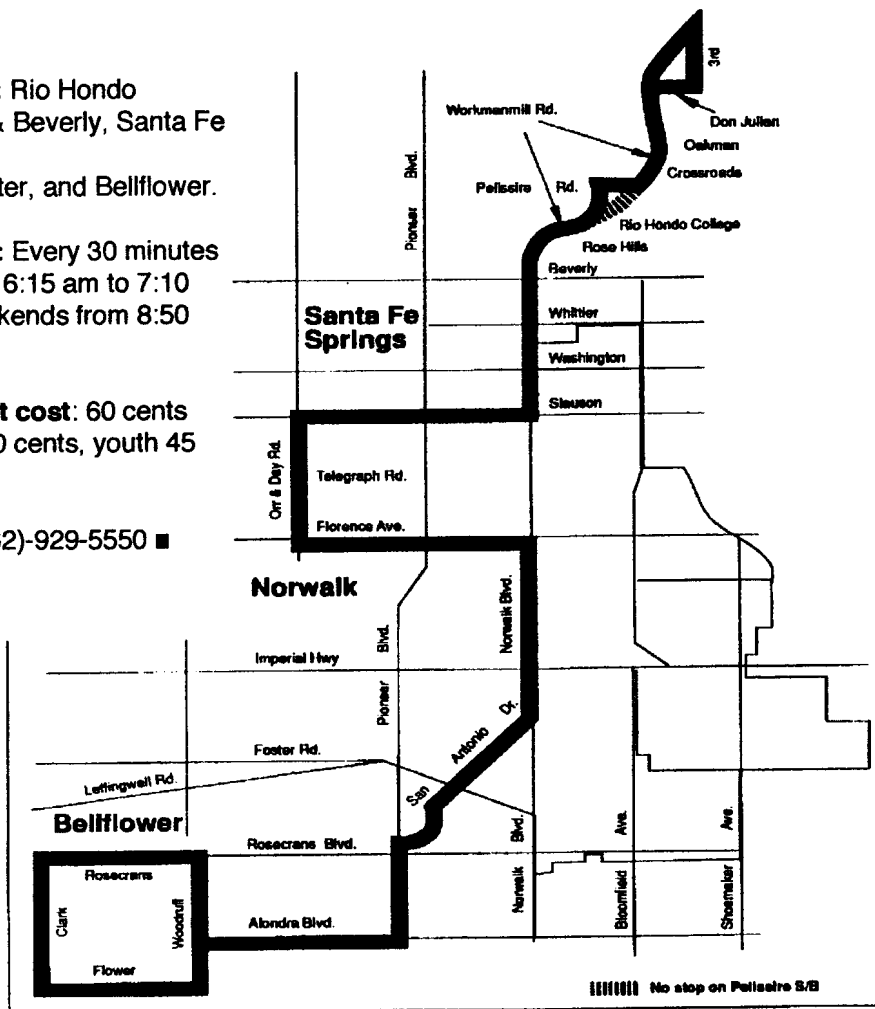 : Rio Hondo
& Beverly, Santa Fe
ter, and Bellflower.
: Every 30 minutes
6:15 am to 7:10
kends from 8:50
t cost: 60 cents
0 cents, youth 45
2)-929-5550 ■
3rd
Workmanmill Rd.
Don Julian
Oakman
Crossroads
Pelissire Rd.
Rio Hondo College
Rose Hills
Pioneer Blvd.
Beverly
Santa Fe
Springs
Whittier
Washington
Slauson
Orr & Day Rd.
Telegraph Rd.
Florence Ave.
Norwalk
Norwalk Blvd.
Imperial Hwy
Pioneer Blvd.
San Antonio Dr.
Foster Rd.
Leffingwell Rd.
Bellflower
Rosecrans Blvd.
Rosecrans
Clark
Woodruff
Alondra Blvd.
Flower
Norwalk Blvd.
Bloomfield Ave.
Shoemaker Ave.
No stop on Pelissire S/B